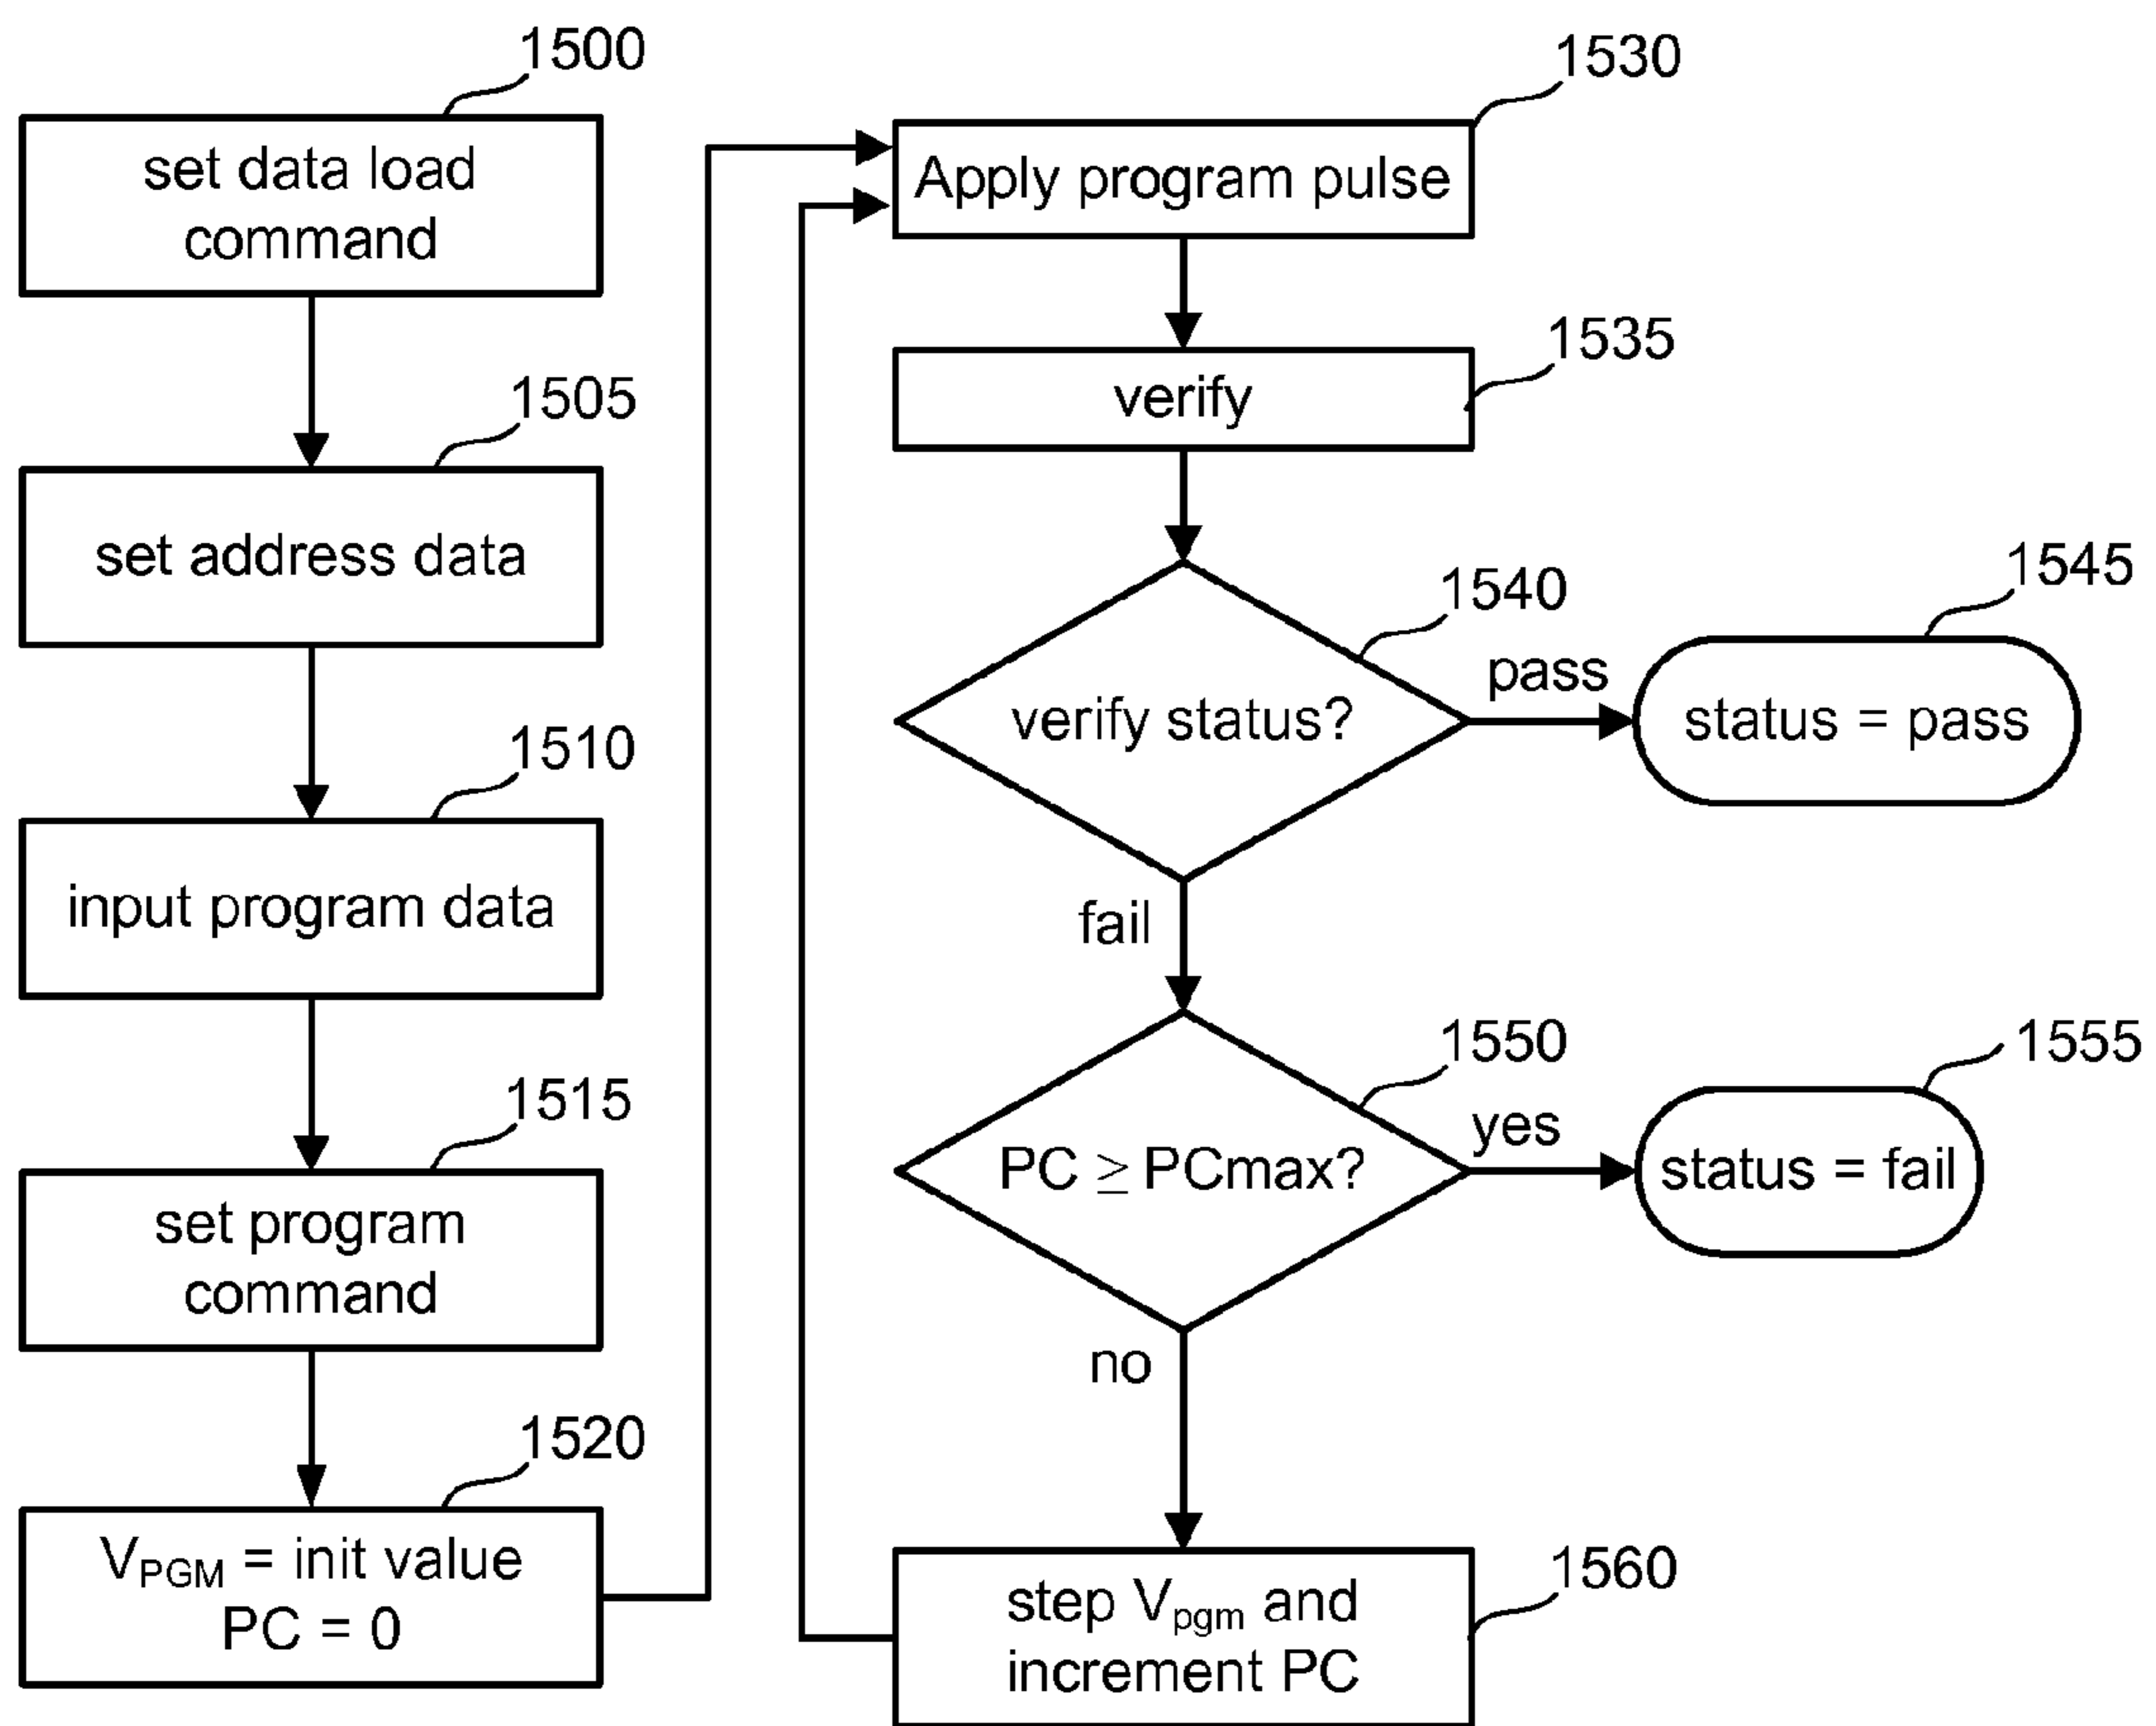 1500
set data load
command
1505
set address data
1510
input program data
1515
set program
command
1520
VPGM = init value
PC = 0
1530
Apply program pulse
1535
verify
1540
verify status?
pass
1545
status = pass
fail
1550
PC ≥ PCmax?
yes
1555
status = fail
no
1560
step Vpgm and
increment PC